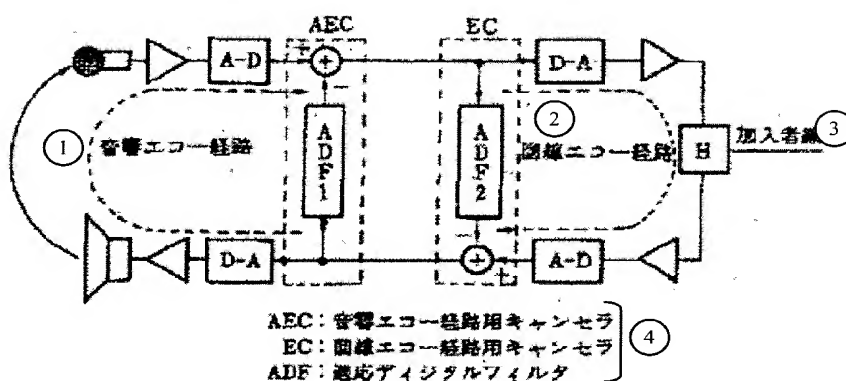 AEC EC
A-D D-A
① 音響エコー経路
ADF1
② 回線エコー経路
ADF2
H
加入者線 ③
D-A A-D
AEC：音響エコー経路用キャンセラ
EC：回線エコー経路用キャンセラ
ADF：適応ディジタルフィルタ
④